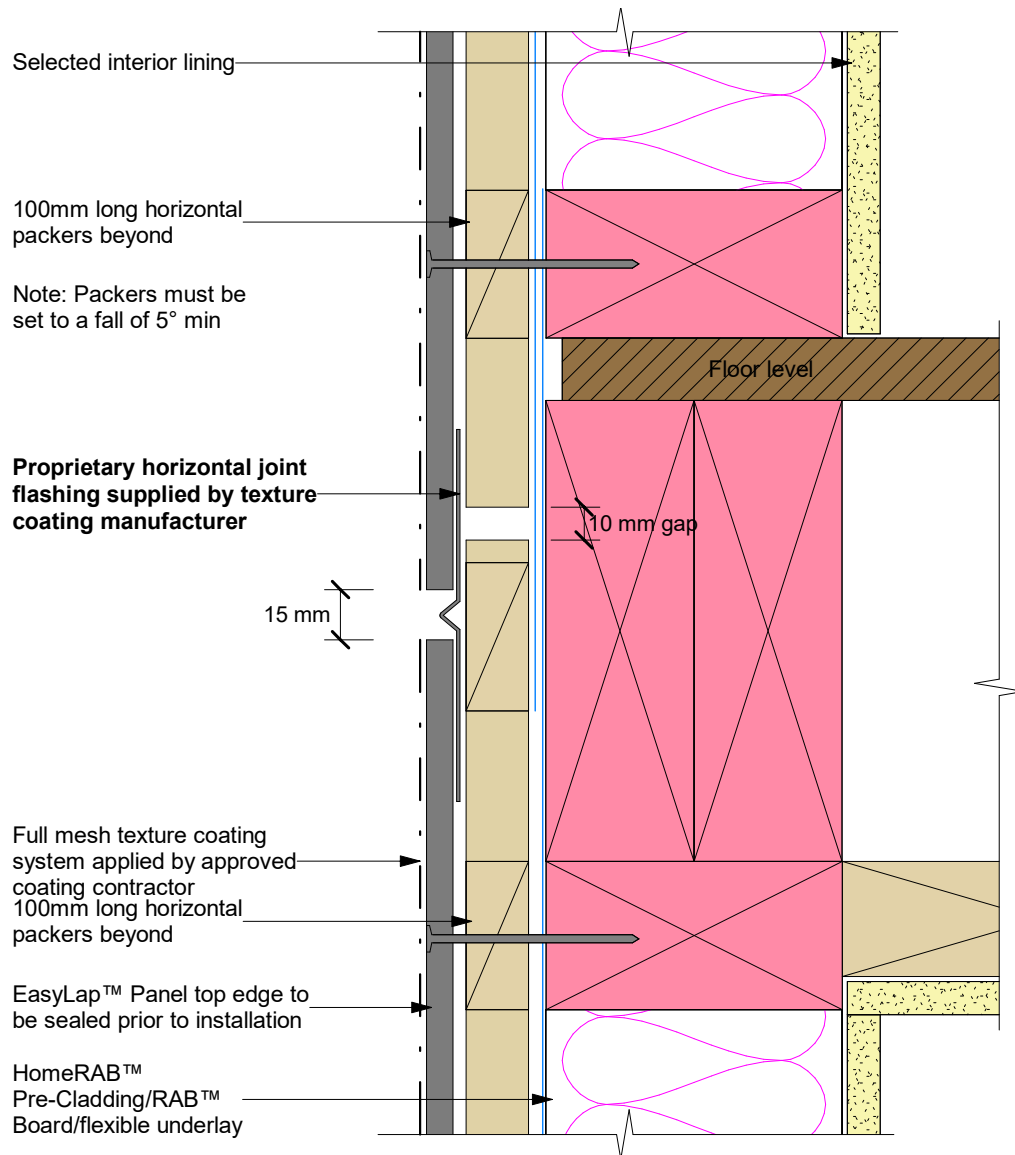 Selected interior lining
100mm long horizontal
packers beyond
Note: Packers must be
set to a fall of 5° min
Floor level
Proprietary horizontal joint
flashing supplied by texture
coating manufacturer
10 mm gap
15 mm
Full mesh texture coating
system applied by approved
coating contractor
100mm long horizontal
packers beyond
EasyLap™ Panel top edge to
be sealed prior to installation
HomeRAB™
Pre-Cladding/RAB™
Board/flexible underlay